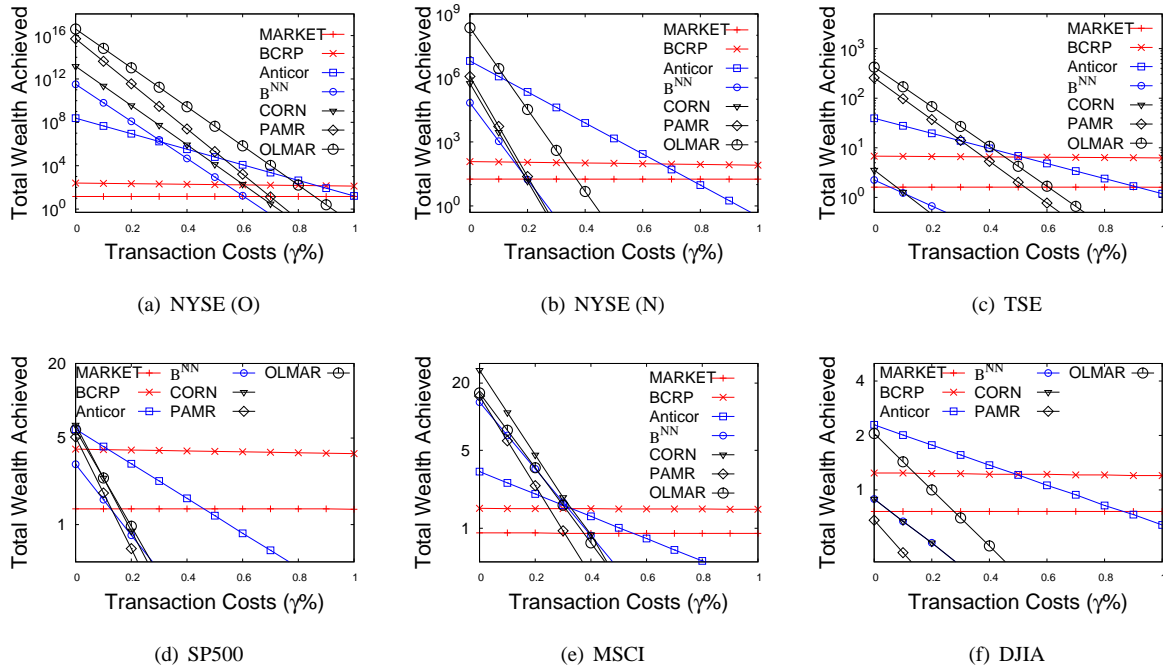 Total Wealth Achieved
10^16
10^12
10^8
10^4
10^0
MARKET
BCRP
Anticor
B^NN
CORN
PAMR
OLMAR
0 0.2 0.4 0.6 0.8 1
Transaction Costs (γ%)
(a) NYSE (O)
Total Wealth Achieved
10^9
10^6
10^3
10^0
MARKET
BCRP
Anticor
B^NN
CORN
PAMR
OLMAR
0 0.2 0.4 0.6 0.8 1
Transaction Costs (γ%)
(b) NYSE (N)
Total Wealth Achieved
10^3
10^2
10^1
10^0
MARKET
BCRP
Anticor
B^NN
CORN
PAMR
OLMAR
0 0.2 0.4 0.6 0.8 1
Transaction Costs (γ%)
(c) TSE
Total Wealth Achieved
20
5
1
MARKET B^NN OLMAR
BCRP CORN
Anticor PAMR
0 0.2 0.4 0.6 0.8 1
Transaction Costs (γ%)
(d) SP500
Total Wealth Achieved
20
5
1
MARKET
BCRP
Anticor
B^NN
CORN
PAMR
OLMAR
0 0.2 0.4 0.6 0.8 1
Transaction Costs (γ%)
(e) MSCI
Total Wealth Achieved
4
2
1
MARKET B^NN OLMAR
BCRP CORN
Anticor PAMR
0 0.2 0.4 0.6 0.8 1
Transaction Costs (γ%)
(f) DJIA